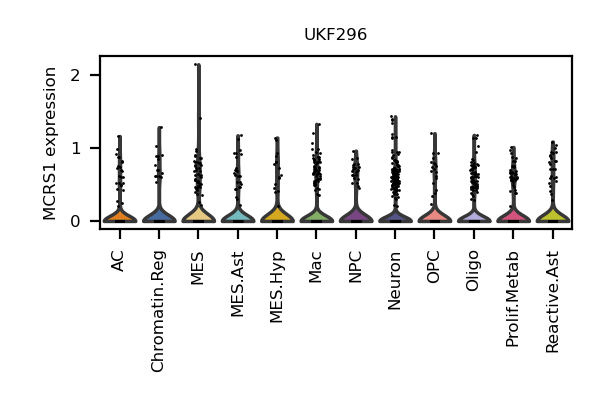 UKF296
MCRS1 expression
2
1
0
AC
Chromatin.Reg
MES
MES.Ast
MES.Hyp
Mac
NPC
Neuron
OPC
Oligo
Prolif.Metab
Reactive.Ast